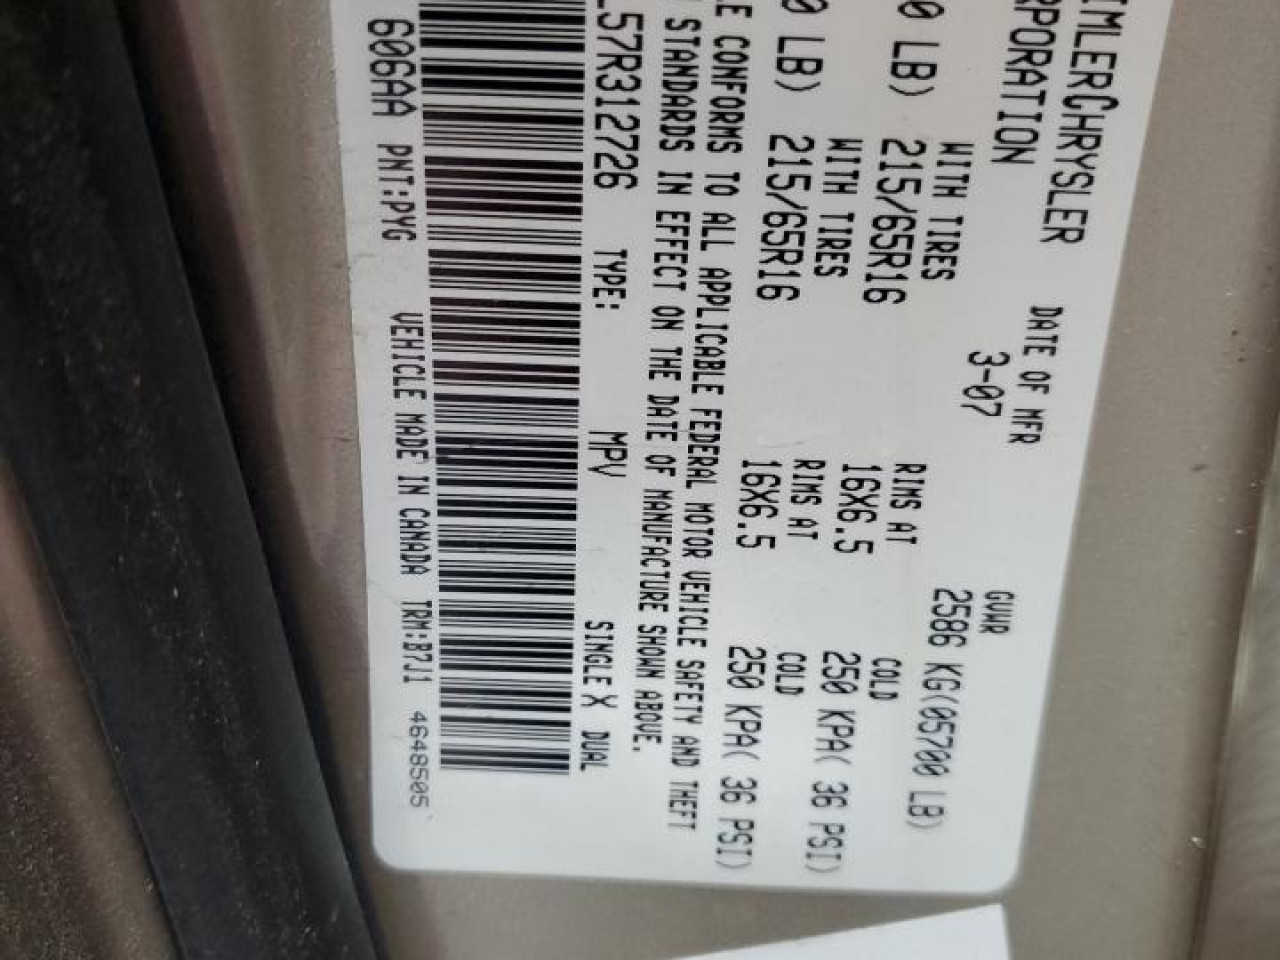 IMLERCHRYSLER DATE OF MFR GVWR
RPORATION 3-07 2586 KG(05700 LB)
WITH TIRES RIMS AT COLD
0 LB) 215/65R16 16X6.5 250 KPA( 36 PSI)
WITH TIRES RIMS AT COLD
0 LB) 215/65R16 16X6.5 250 KPA( 36 PSI)
LE CONFORMS TO ALL APPLICABLE FEDERAL MOTOR VEHICLE SAFETY AND THEFT
STANDARDS IN EFFECT ON THE DATE OF MANUFACTURE SHOWN ABOVE.
L57R312726 TYPE: MPV SINGLE X DUAL
606AA PNT:PYG VEHICLE MADE IN CANADA TRM:B7J1 4648505